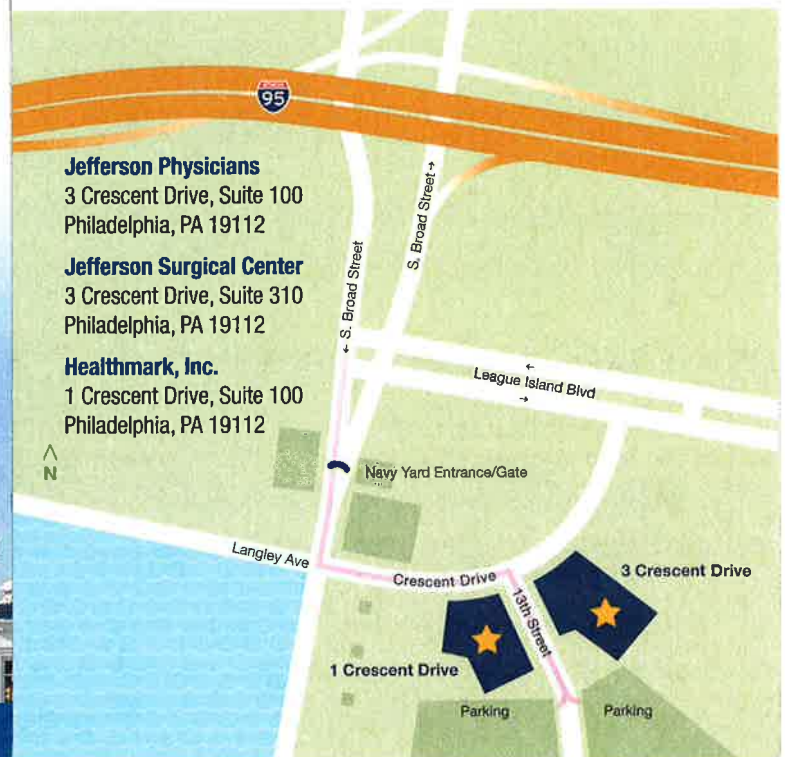 95
Jefferson Physicians
3 Crescent Drive, Suite 100
Philadelphia, PA 19112
Jefferson Surgical Center
3 Crescent Drive, Suite 310
Philadelphia, PA 19112
Healthmark, Inc.
1 Crescent Drive, Suite 100
Philadelphia, PA 19112
N
S. Broad Street →
← S. Broad Street
←
League Island Blvd
→
Navy Yard Entrance/Gate
Langley Ave
Crescent Drive
3 Crescent Drive
13th Street
1 Crescent Drive
Parking
Parking